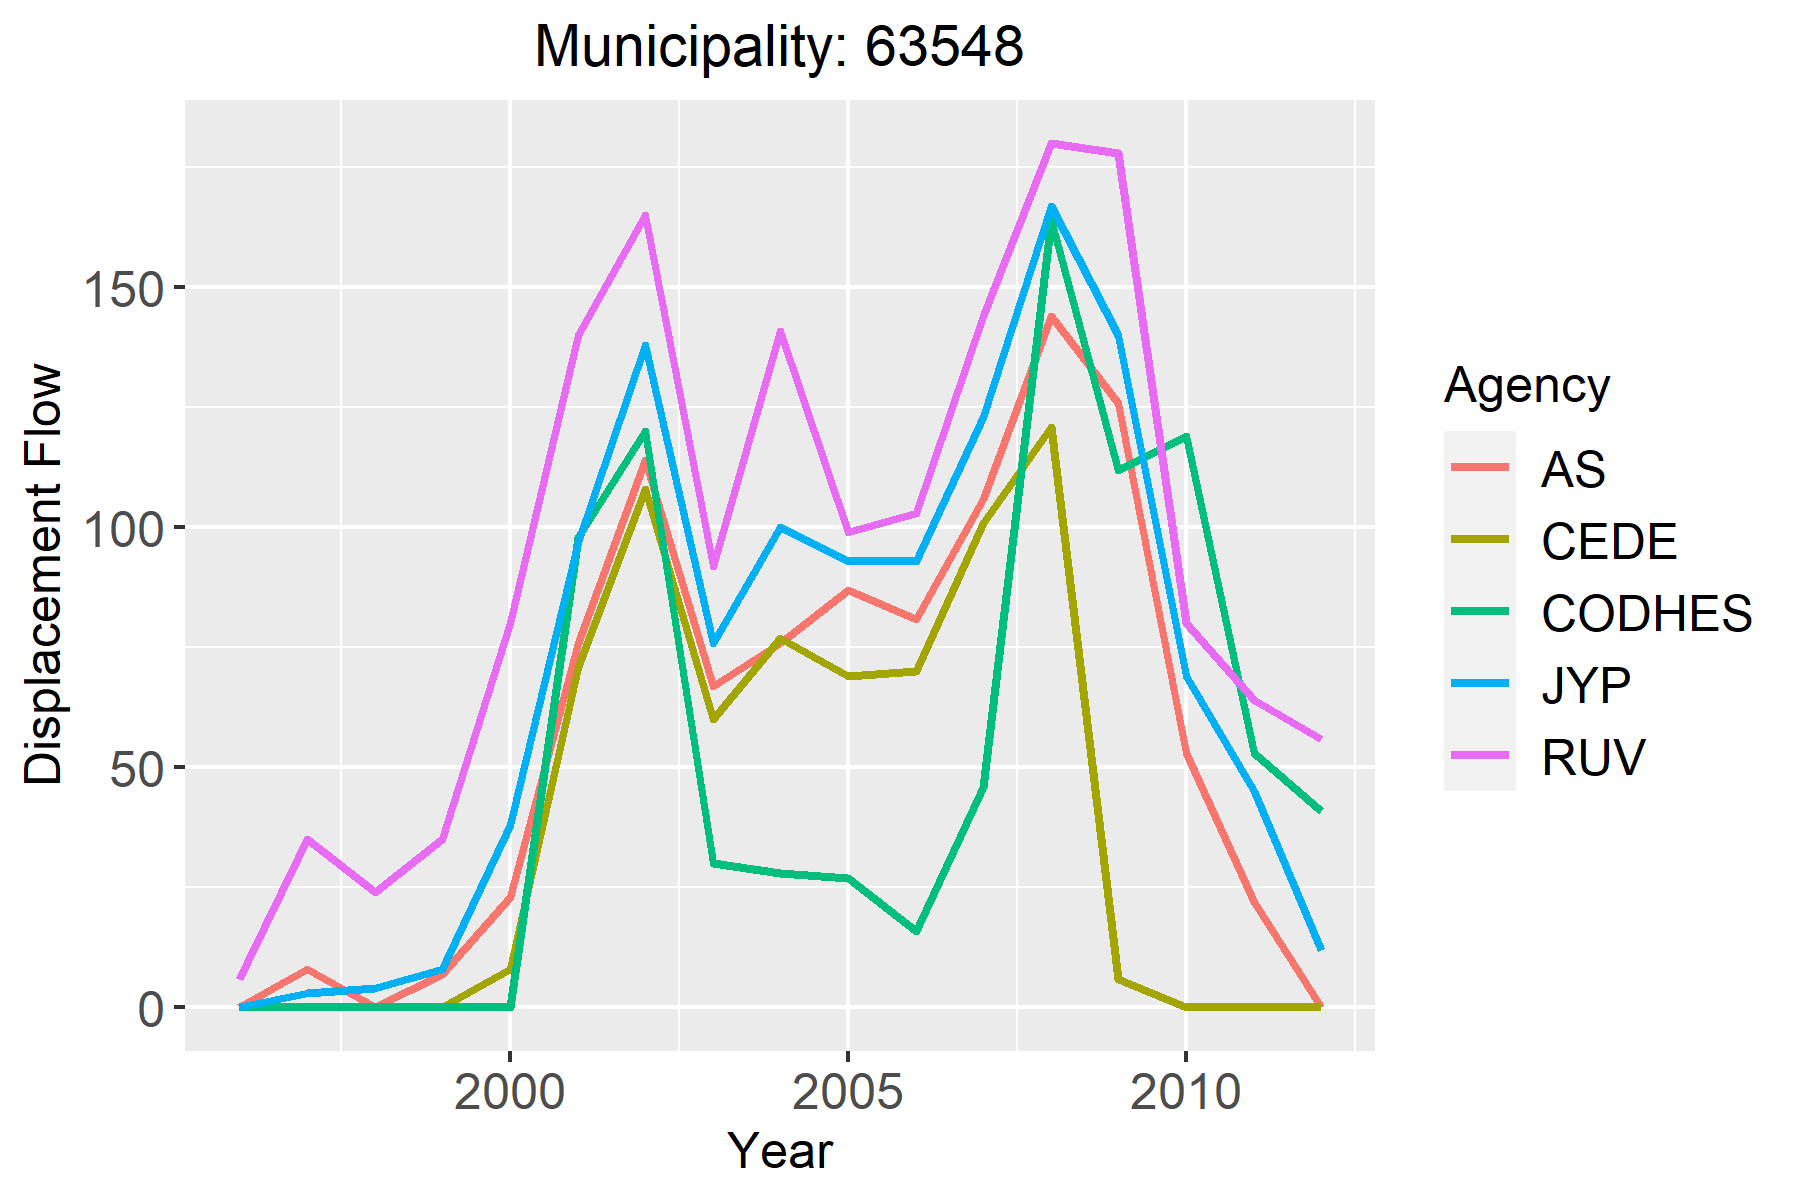 Municipality: 63548
Displacement Flow
150
100
50
0
2000 2005 2010
Year
Agency
AS
CEDE
CODHES
JYP
RUV